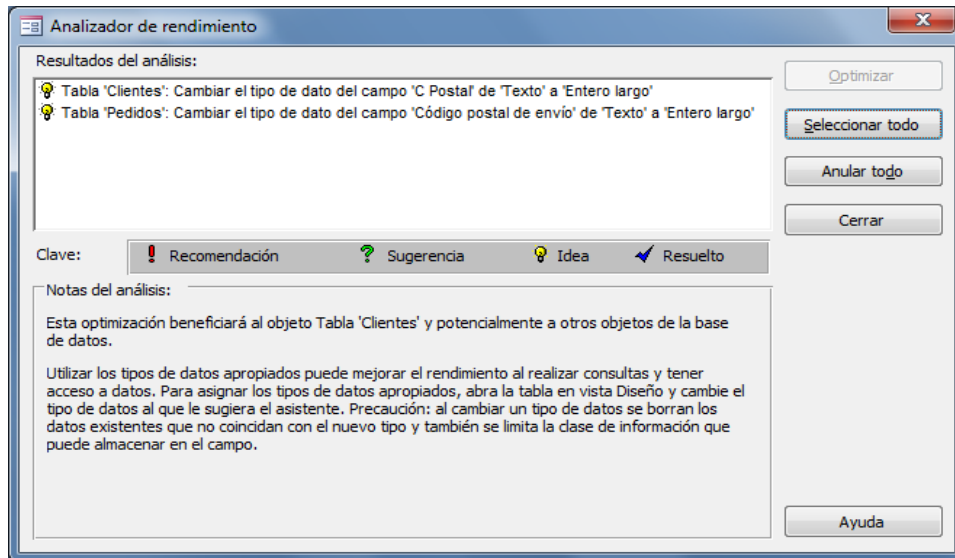 Analizador de rendimiento
Resultados del análisis:
Tabla 'Clientes': Cambiar el tipo de dato del campo 'C Postal' de 'Texto' a 'Entero largo'
Tabla 'Pedidos': Cambiar el tipo de dato del campo 'Código postal de envío' de 'Texto' a 'Entero largo'
Optimizar
Seleccionar todo
Anular todo
Cerrar
Clave:
Recomendación
Sugerencia
Idea
Resuelto
Notas del análisis:
Esta optimización beneficiará al objeto Tabla 'Clientes' y potencialmente a otros objetos de la base
de datos.
Utilizar los tipos de datos apropiados puede mejorar el rendimiento al realizar consultas y tener
acceso a datos. Para asignar los tipos de datos apropiados, abra la tabla en vista Diseño y cambie el
tipo de datos al que le sugiera el asistente. Precaución: al cambiar un tipo de datos se borran los
datos existentes que no coincidan con el nuevo tipo y también se limita la clase de información que
puede almacenar en el campo.
Ayuda